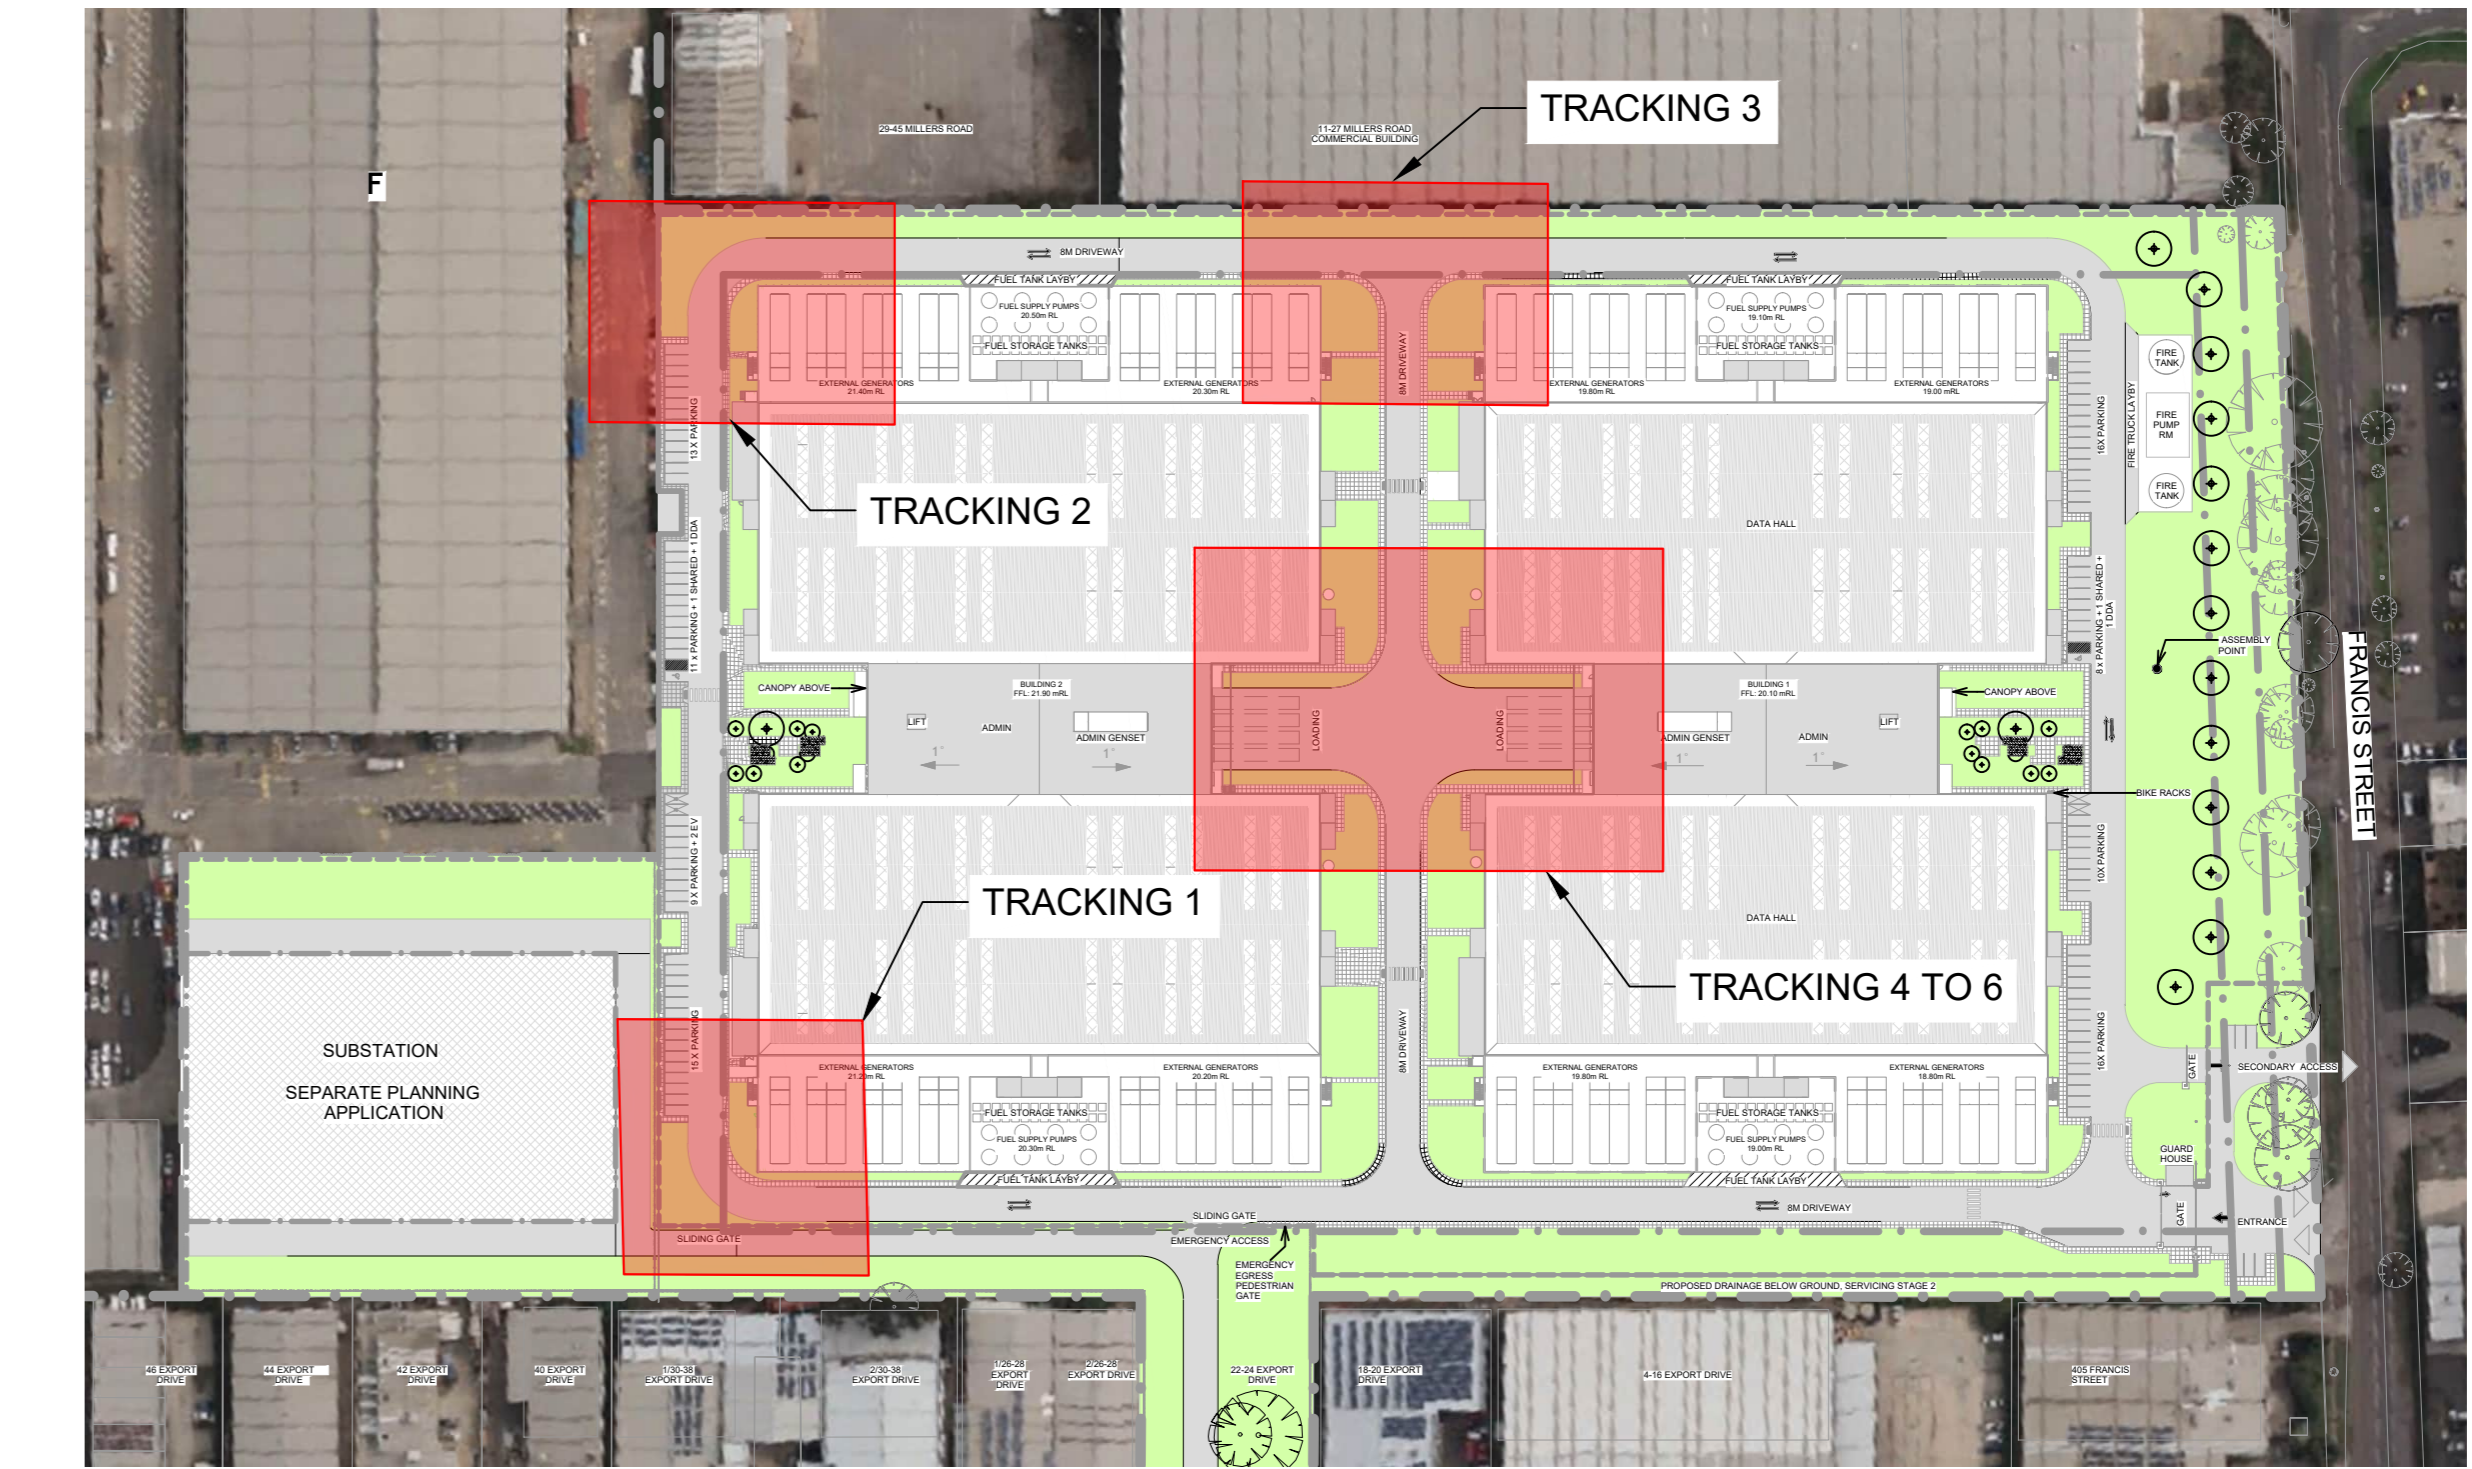 TRACKING 3
29-45 MILLERS ROAD
11-27 MILLERS ROAD
COMMERCIAL BUILDING
F
8M DRIVEWAY
FUEL TANK LAYBY
FUEL TANK LAYBY
FUEL SUPPLY PUMPS
20.50m RL
FUEL SUPPLY PUMPS
19.10m RL
FUEL STORAGE TANKS
FUEL STORAGE TANKS
8M DRIVEWAY
EXTERNAL GENERATORS
21.40m RL
EXTERNAL GENERATORS
20.30m RL
EXTERNAL GENERATORS
19.80m RL
EXTERNAL GENERATORS
19.00 mRL
FIRE
TANK
FIRE
PUMP
RM
FIRE
TANK
FIRE TRUCK LAYBY
13 X PARKING
16X PARKING
TRACKING 2
DATA HALL
11 x PARKING + 1 SHARED + 1 DDA
8 x PARKING + 1 SHARED +
1 DDA
ASSEMBLY
POINT
FRANCIS STREET
CANOPY ABOVE
BUILDING 2
FFL: 21.90 mRL
BUILDING 1
FFL: 20.10 mRL
CANOPY ABOVE
LIFT
ADMIN
ADMIN GENSET
LOADING
LOADING
ADMIN GENSET
ADMIN
LIFT
1°
1°
1°
1°
BIKE RACKS
9 X PARKING + 2 EV
10X PARKING
TRACKING 1
DATA HALL
TRACKING 4 TO 6
15 X PARKING
8M DRIVEWAY
16X PARKING
SUBSTATION
SEPARATE PLANNING
APPLICATION
EXTERNAL GENERATORS
21.20m RL
EXTERNAL GENERATORS
20.20m RL
EXTERNAL GENERATORS
19.80m RL
EXTERNAL GENERATORS
18.80m RL
GATE
SECONDARY ACCESS
FUEL STORAGE TANKS
FUEL STORAGE TANKS
FUEL SUPPLY PUMPS
20.30m RL
FUEL SUPPLY PUMPS
19.00m RL
GUARD
HOUSE
FUEL TANK LAYBY
FUEL TANK LAYBY
8M DRIVEWAY
GATE
ENTRANCE
SLIDING GATE
SLIDING GATE
EMERGENCY ACCESS
EMERGENCY
EGRESS
PEDESTRIAN
GATE
PROPOSED DRAINAGE BELOW GROUND, SERVICING STAGE 2
46 EXPORT
DRIVE
44 EXPORT
DRIVE
42 EXPORT
DRIVE
40 EXPORT
DRIVE
1/30-38
EXPORT DRIVE
2/30-38
EXPORT DRIVE
1/26-28
EXPORT
DRIVE
2/26-28
EXPORT DRIVE
22-24 EXPORT
DRIVE
18-20 EXPORT
DRIVE
4-16 EXPORT DRIVE
405 FRANCIS
STREET